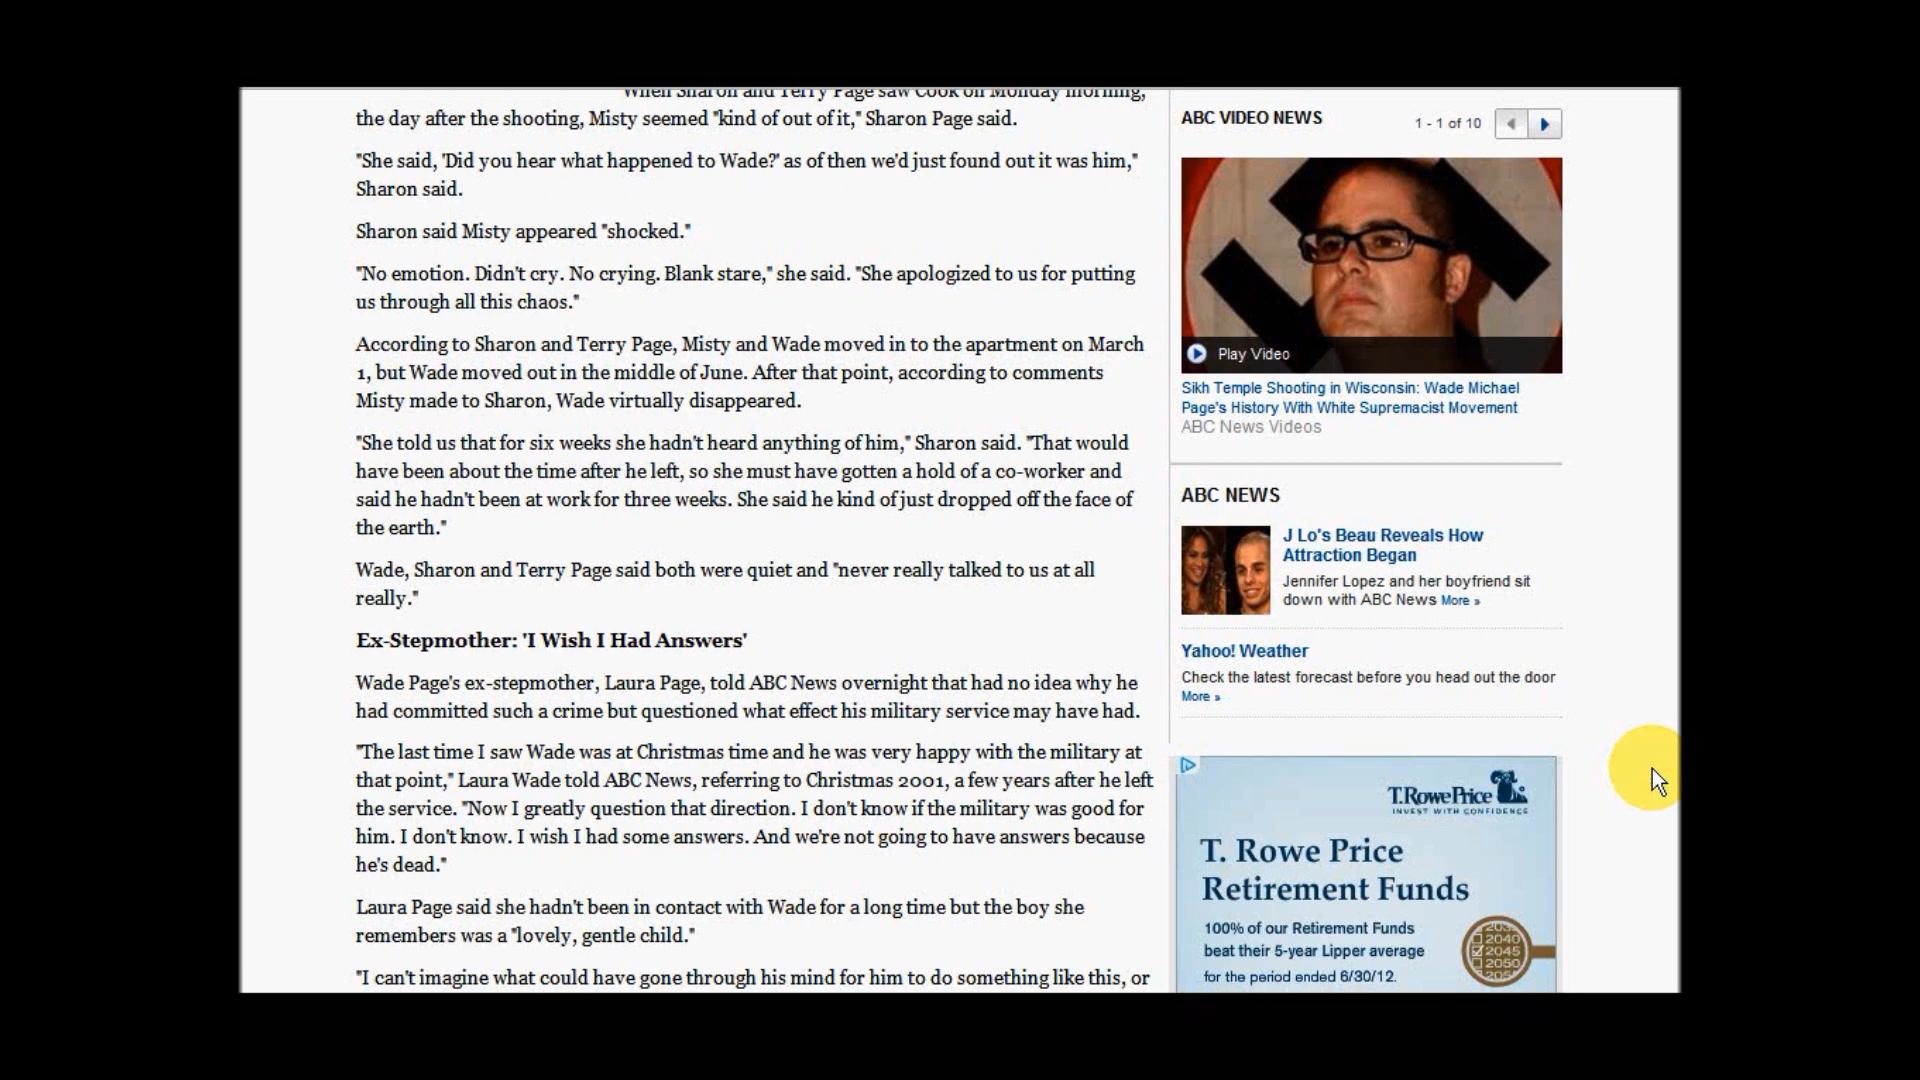 When Sharon and Terry Page saw Cook on Monday morning,
the day after the shooting, Misty seemed "kind of out of it," Sharon Page said.
"She said, 'Did you hear what happened to Wade?' as of then we'd just found out it was him,"
Sharon said.
Sharon said Misty appeared "shocked."
"No emotion. Didn't cry. No crying. Blank stare," she said. "She apologized to us for putting
us through all this chaos."
According to Sharon and Terry Page, Misty and Wade moved in to the apartment on March
1, but Wade moved out in the middle of June. After that point, according to comments
Misty made to Sharon, Wade virtually disappeared.
"She told us that for six weeks she hadn't heard anything of him," Sharon said. "That would
have been about the time after he left, so she must have gotten a hold of a co-worker and
said he hadn't been at work for three weeks. She said he kind of just dropped off the face of
the earth."
Wade, Sharon and Terry Page said both were quiet and "never really talked to us at all
really."
Ex-Stepmother: 'I Wish I Had Answers'
Wade Page's ex-stepmother, Laura Page, told ABC News overnight that had no idea why he
had committed such a crime but questioned what effect his military service may have had.
"The last time I saw Wade was at Christmas time and he was very happy with the military at
that point," Laura Wade told ABC News, referring to Christmas 2001, a few years after he left
the service. "Now I greatly question that direction. I don't know if the military was good for
him. I don't know. I wish I had some answers. And we're not going to have answers because
he's dead."
Laura Page said she hadn't been in contact with Wade for a long time but the boy she
remembers was a "lovely, gentle child."
"I can't imagine what could have gone through his mind for him to do something like this, or
ABC VIDEO NEWS
1 - 1 of 10
Play Video
Sikh Temple Shooting in Wisconsin: Wade Michael
Page's History With White Supremacist Movement
ABC News Videos
ABC NEWS
J Lo's Beau Reveals How
Attraction Began
Jennifer Lopez and her boyfriend sit
down with ABC News More »
Yahoo! Weather
Check the latest forecast before you head out the door
More »
T.RowePrice
INVEST WITH CONFIDENCE
T. Rowe Price
Retirement Funds
100% of our Retirement Funds
beat their 5-year Lipper average
for the period ended 6/30/12.
2040
2045
2050